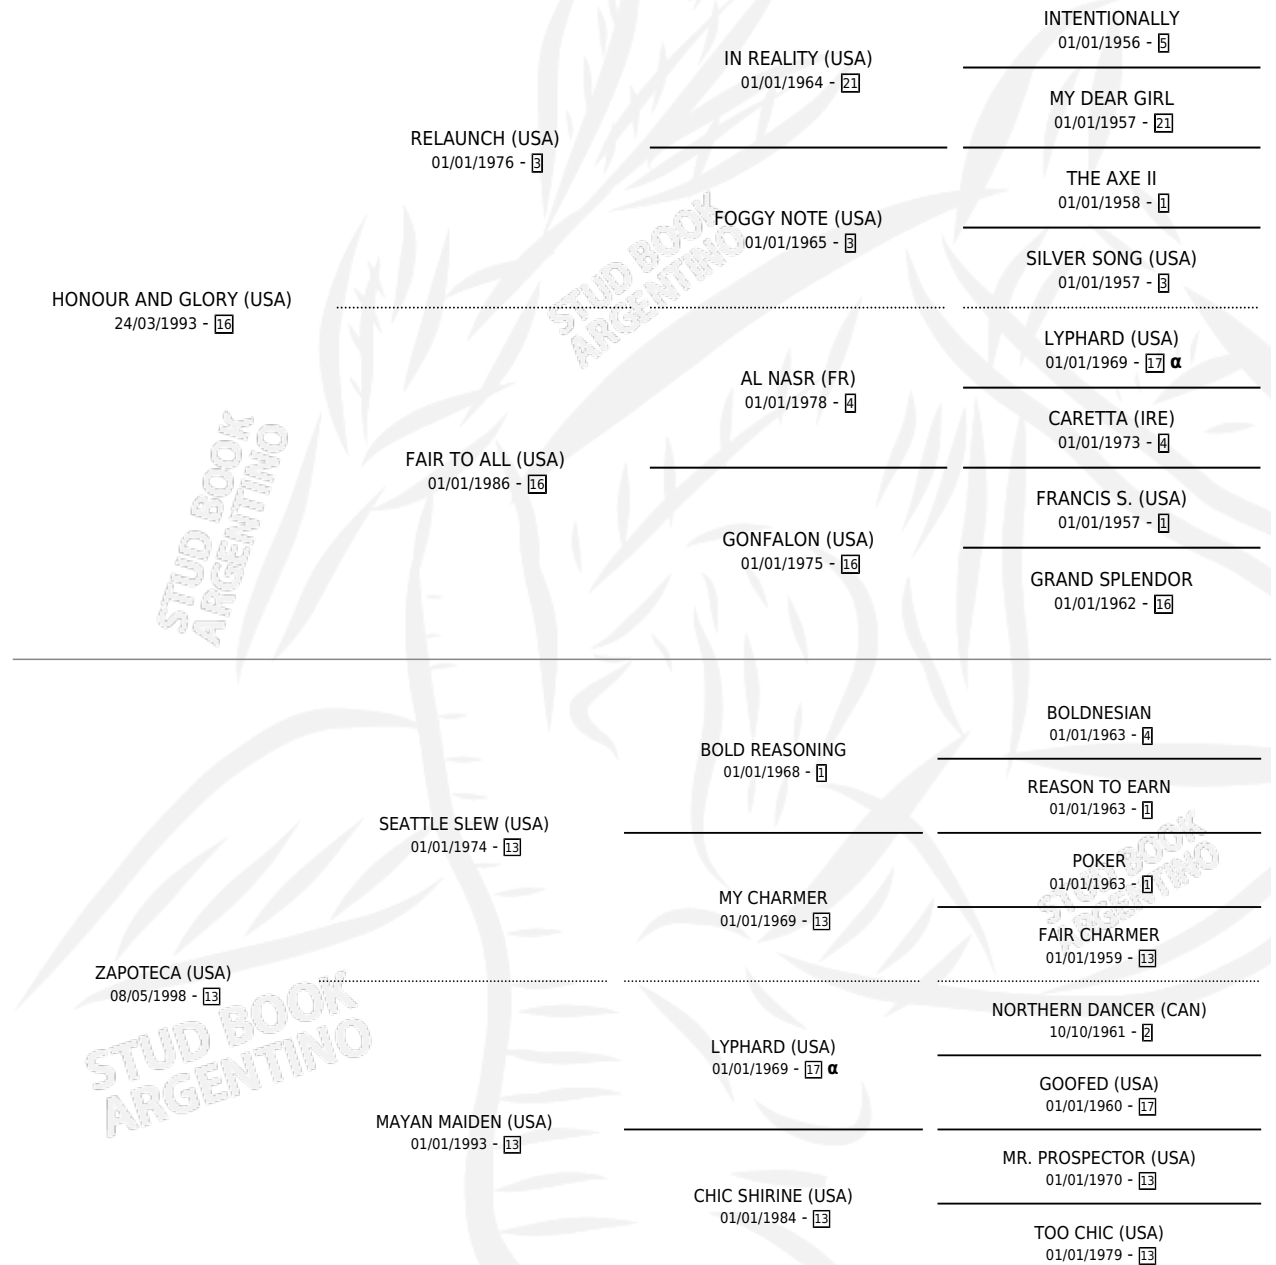 INTENTIONALLY
01/01/1956 - 5
IN REALITY (USA)
01/01/1964 - 21
MY DEAR GIRL
01/01/1957 - 21
RELAUNCH (USA)
01/01/1976 - 3
THE AXE II
01/01/1958 - 1
FOGGY NOTE (USA)
01/01/1965 - 3
SILVER SONG (USA)
01/01/1957 - 3
HONOUR AND GLORY (USA)
24/03/1993 - 16
LYPHARD (USA)
01/01/1969 - 17 α
AL NASR (FR)
01/01/1978 - 4
CARETTA (IRE)
01/01/1973 - 4
FAIR TO ALL (USA)
01/01/1986 - 16
FRANCIS S. (USA)
01/01/1957 - 1
GONFALON (USA)
01/01/1975 - 16
GRAND SPLENDOR
01/01/1962 - 16
BOLDNESIAN
01/01/1963 - 4
BOLD REASONING
01/01/1968 - 1
REASON TO EARN
01/01/1963 - 1
SEATTLE SLEW (USA)
01/01/1974 - 13
POKER
01/01/1963 - 1
MY CHARMER
01/01/1969 - 13
FAIR CHARMER
01/01/1959 - 13
ZAPOTECA (USA)
08/05/1998 - 13
NORTHERN DANCER (CAN)
10/10/1961 - 2
LYPHARD (USA)
01/01/1969 - 17 α
GOOFED (USA)
01/01/1960 - 17
MAYAN MAIDEN (USA)
01/01/1993 - 13
MR. PROSPECTOR (USA)
01/01/1970 - 13
CHIC SHIRINE (USA)
01/01/1984 - 13
TOO CHIC (USA)
01/01/1979 - 13
STUD BOOK
ARGENTINO
STUD BOOK
ARGENTINO
STUD BOOK
ARGENTINO
STUD BOOK
ARGENTINO